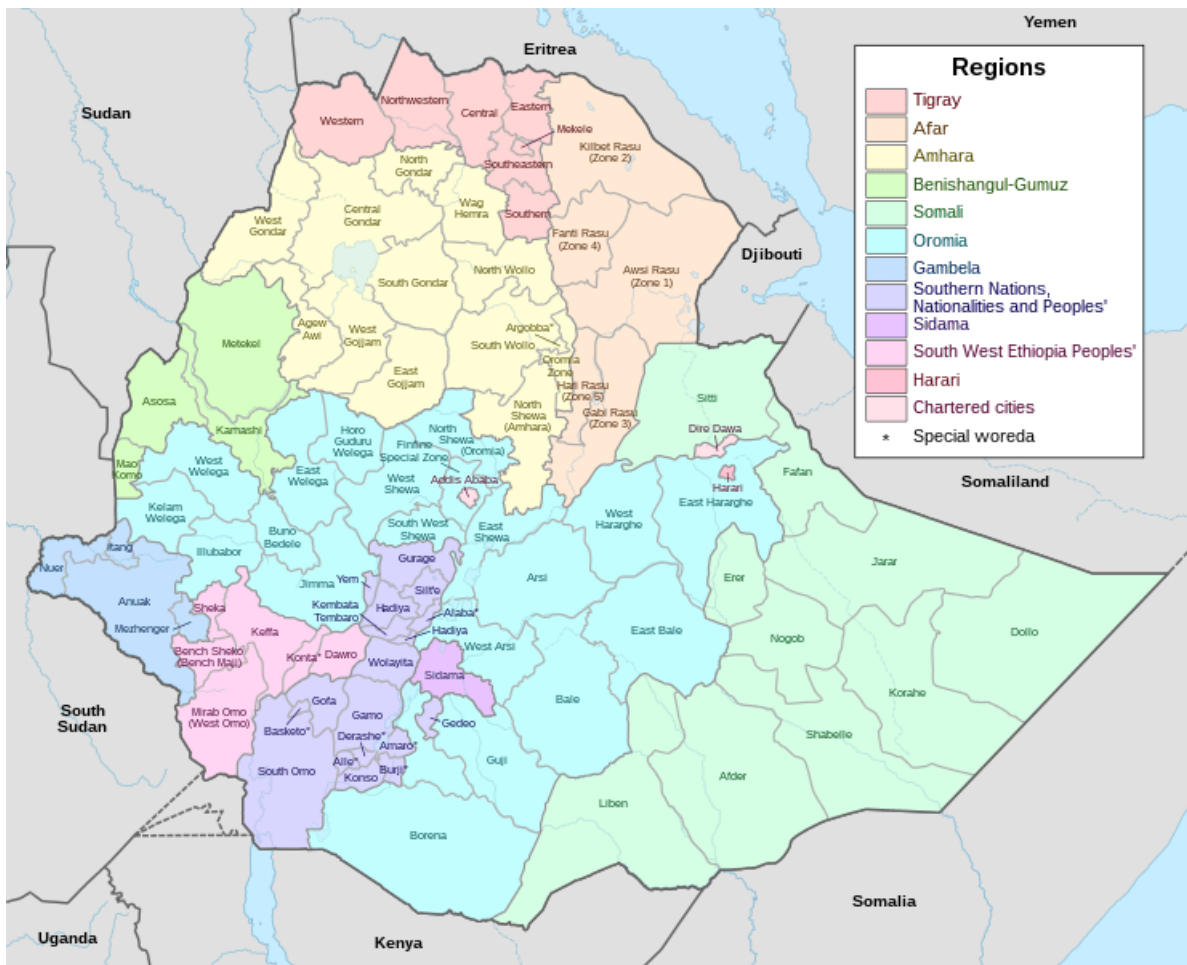 Yemen
Eritrea
Sudan
Djibouti
Somaliland
South
Sudan
Uganda
Kenya
Somalia
Regions
Tigray
Afar
Amhara
Benishangul-Gumuz
Somali
Oromia
Gambela
Southern Nations,
Nationalities and Peoples'
Sidama
South West Ethiopia Peoples'
Harari
Chartered cities
* Special woreda
Western
Northwestern
Central
Eastern
Mekele
Southeastern
Southern
Kilbet Rasu
(Zone 2)
Fanti Rasu
(Zone 4)
Awsi Rasu
(Zone 1)
Hari Rasu
(Zone 5)
Gabi Rasu
(Zone 3)
North
Gondar
West
Gondar
Central
Gondar
Wag
Hemra
South Gondar
North Wollo
Agew
Awi
West
Gojjam
East
Gojjam
Argobba*
South Wollo
Oromia
Zone
North
Shewa
(Amhara)
Metekel
Asosa
Kamashi
Mao
Komo
Sitti
Dire Dawa
Fafan
Harari
East Hararghe
West
Hararghe
Erer
Jarar
Nogob
Dollo
Korahe
Shabelle
Afder
Liben
West
Welega
Kelam
Welega
East
Welega
Horo
Guduru
Welega
North
Shewa
(Oromia)
Finfine
Special Zone
West
Shewa
Addis Ababa
South West
Shewa
East
Shewa
Buno
Bedele
Illubabor
Jimma
Arsi
West Arsi
East Bale
Bale
Guji
Borena
Itang
Nuer
Anuak
Mezhenger
Sheka
Keffa
Bench Sheko
(Bench Maji)
Konta*
Dawro
Mirab Omo
(West Omo)
Gurage
Yem
Silt'e
Hadiya
Kembata
Tembaro
Alaba*
Hadiya
Wolayita
Sidama
Gedeo
Gofa
Gamo
Basketo*
Derashe*
Amaro*
Alle*
Burji*
Konso
South Omo